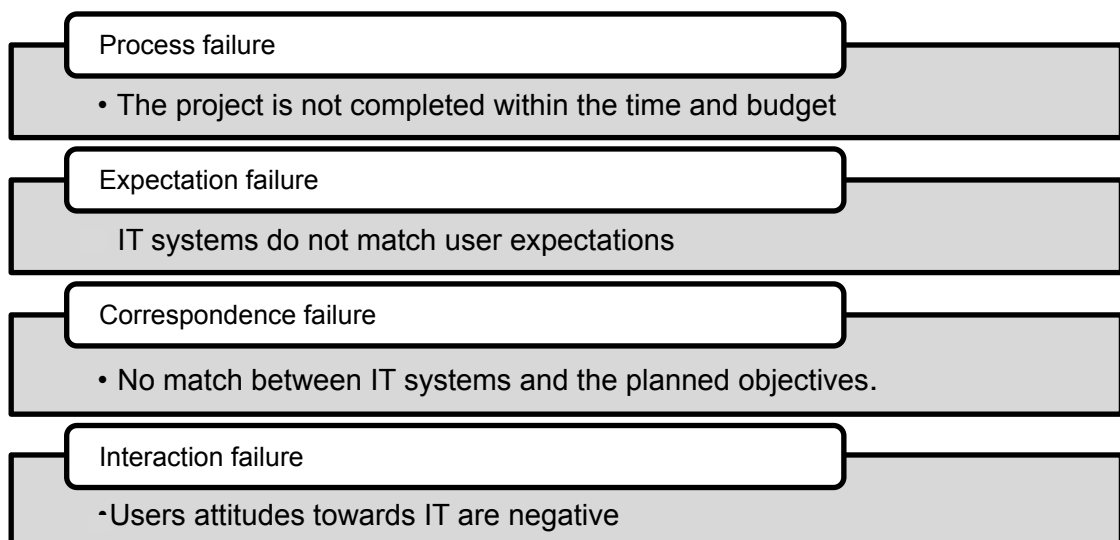 Process failure
• The project is not completed within the time and budget
Expectation failure
IT systems do not match user expectations
Correspondence failure
• No match between IT systems and the planned objectives.
Interaction failure
-Users attitudes towards IT are negative